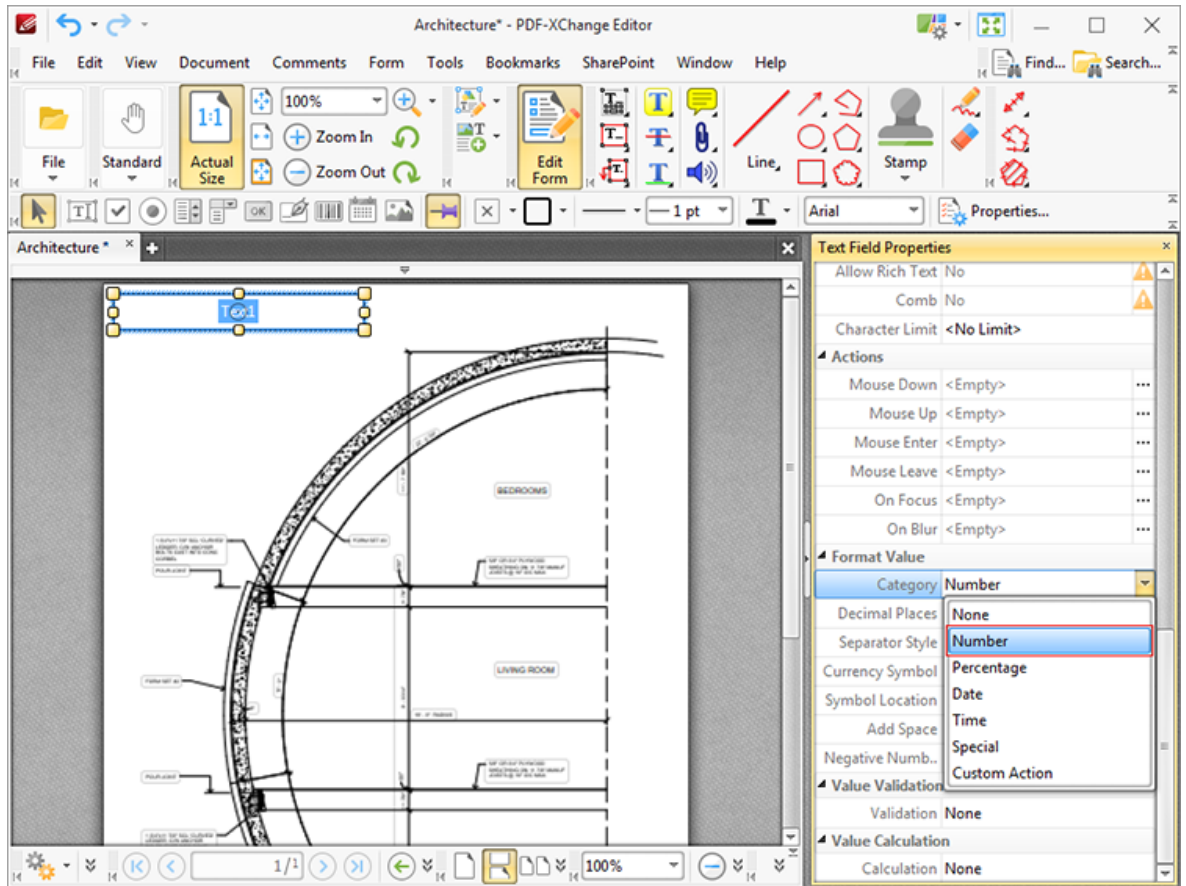 Architecture* - PDF-XChange Editor
File Edit View Document Comments Form Tools Bookmarks SharePoint Window Help
Find... Search...
1:1 100%
Zoom In
File Standard Actual Size Zoom Out Edit Form Line Stamp
OK 1 pt Arial Properties...
Architecture *
Text Field Properties
Allow Rich Text No
Comb No
Character Limit <No Limit>
Actions
Mouse Down <Empty>
Mouse Up <Empty>
Mouse Enter <Empty>
Mouse Leave <Empty>
On Focus <Empty>
On Blur <Empty>
Format Value
Category Number
Decimal Places
Separator Style
Currency Symbol
Symbol Location
Add Space
Negative Numb..
None
Number
Percentage
Date
Time
Special
Custom Action
Value Validation
Validation None
Value Calculation
Calculation None
BEDROOMS
LIVING ROOM
1/1 100%